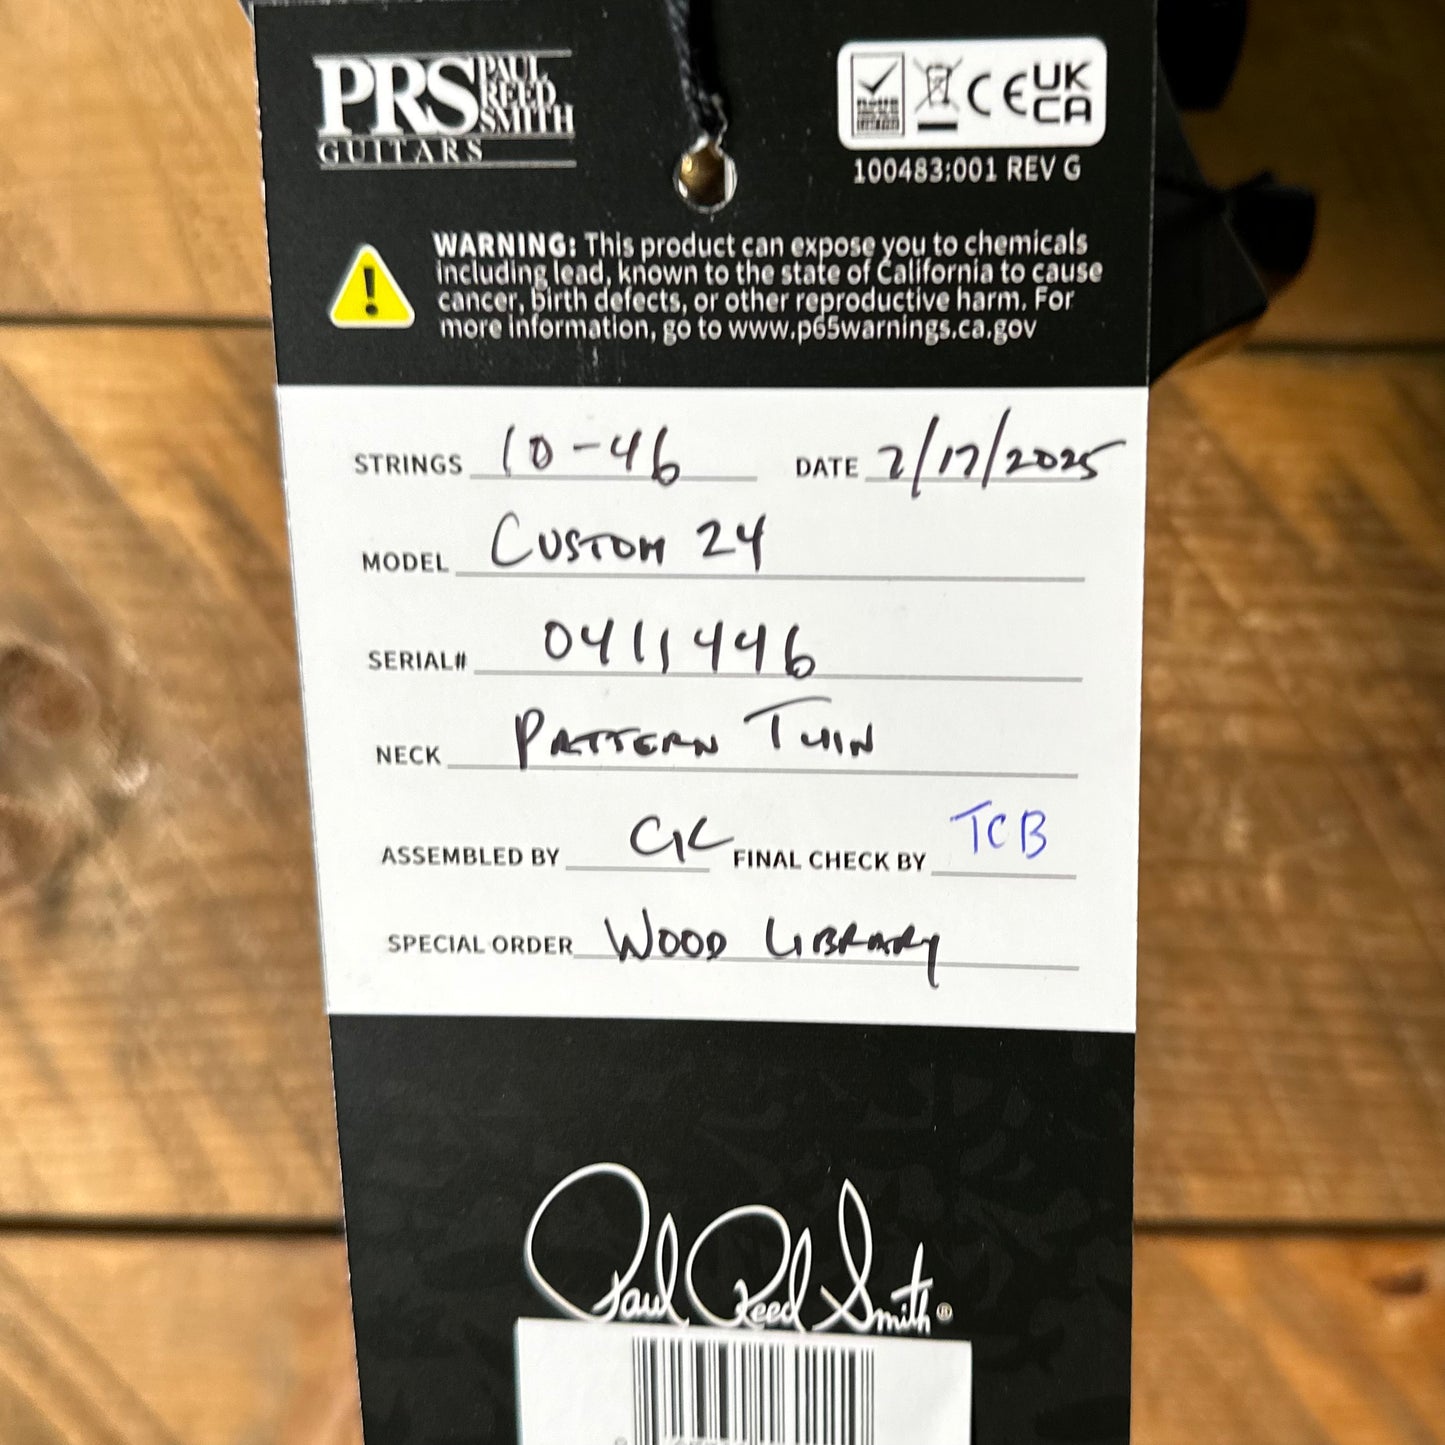 PRS PAUL REED SMITH
GUITARS
CE UKCA
100483:001 REV G
WARNING: This product can expose you to chemicals
including lead, known to the state of California to cause
cancer, birth defects, or other reproductive harm. For
more information, go to www.p65warnings.ca.gov
STRINGS 10-46 DATE 2/17/2025
MODEL CUSTOM 24
SERIAL# 0411446
NECK PATTERN THIN
ASSEMBLED BY FINAL CHECK BY TCB
SPECIAL ORDER WOOD LIBRARY
Paul Reed Smith®